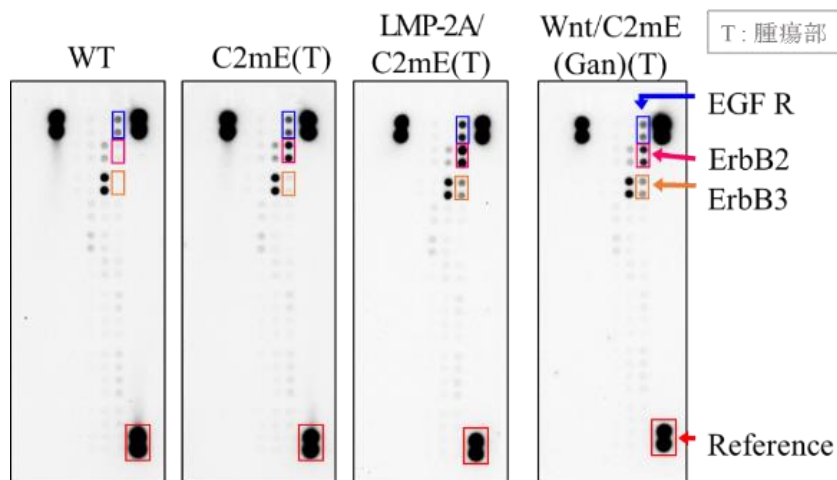 WT
C2mE(T)
LMP-2A/
C2mE(T)
Wnt/C2mE
(Gan)(T)
T : 腫瘍部
EGF R
ErbB2
ErbB3
Reference